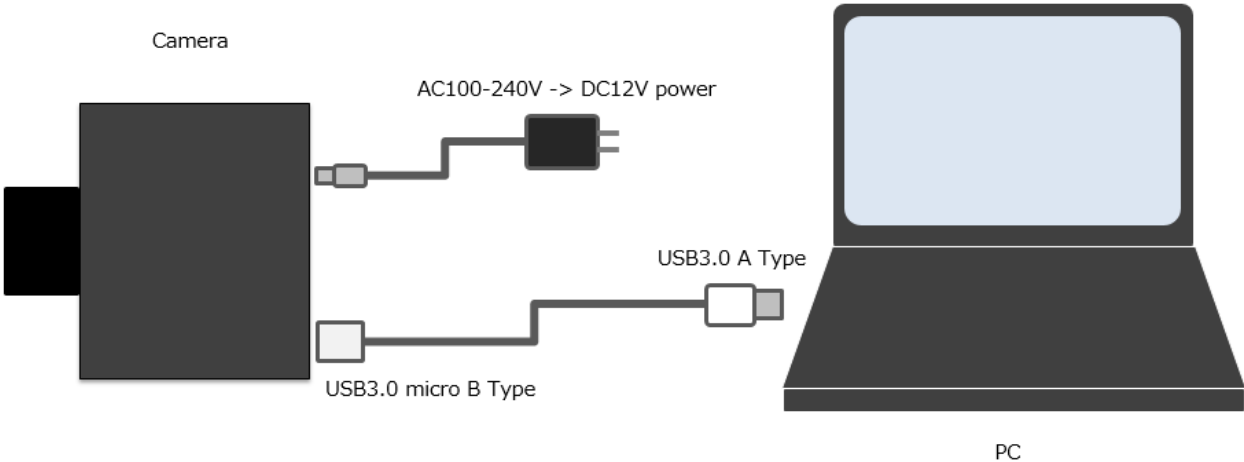 Camera
AC100-240V -> DC12V power
USB3.0 A Type
USB3.0 micro B Type
PC